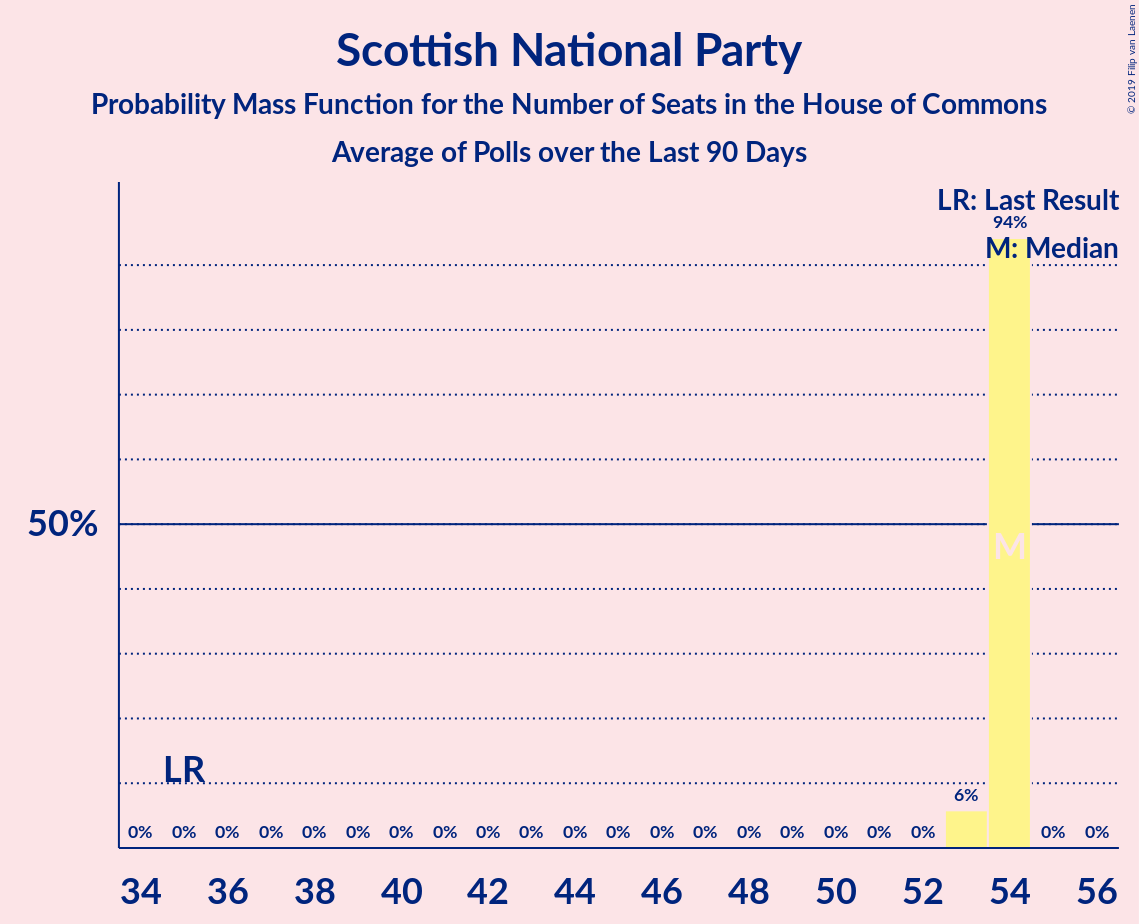 Scottish National Party
Probability Mass Function for the Number of Seats in the House of Commons
Average of Polls over the Last 90 Days
© 2019 Filip van Laenen
LR: Last Result
94%
M: Median
50%
M
LR
6%
0% 0% 0% 0% 0% 0% 0% 0% 0% 0% 0% 0% 0% 0% 0% 0% 0% 0% 0% 0% 0%
34 36 38 40 42 44 46 48 50 52 54 56